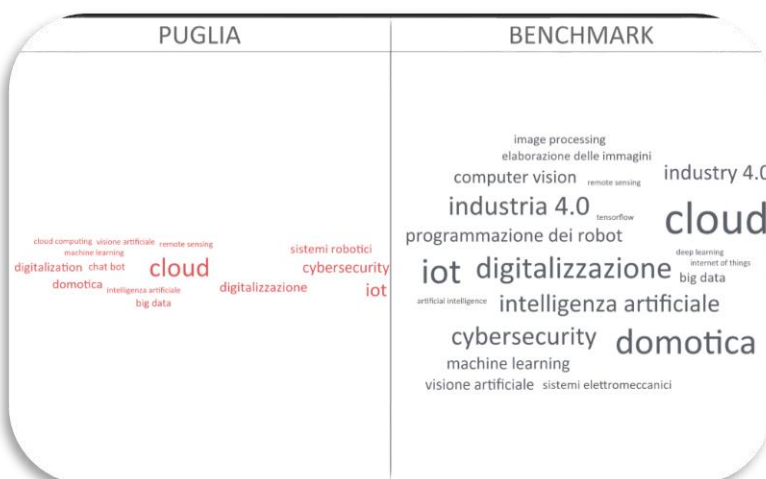 PUGLIA
BENCHMARK
cloud computing visione artificiale remote sensing
machine learning
digitalization chat bot cloud
domotica intelligenza artificiale
big data
digitalizzazione
sistemi robotici
cybersecurity
iot
image processing
elaborazione delle immagini
computer vision remote sensing industry 4.0
industria 4.0 tensorflow cloud
programmazione dei robot
deep learning
internet of things
iot digitalizzazione big data
artificial intelligence intelligenza artificiale
cybersecurity domotica
machine learning
visione artificiale sistemi elettromeccanici